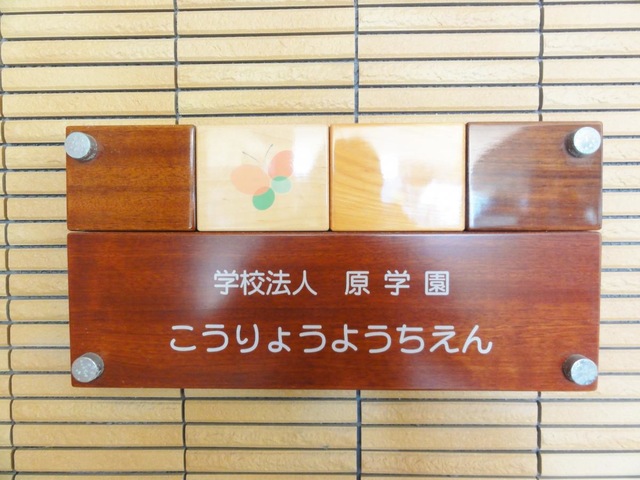 学校法人 原学園
こうりょうようちえん